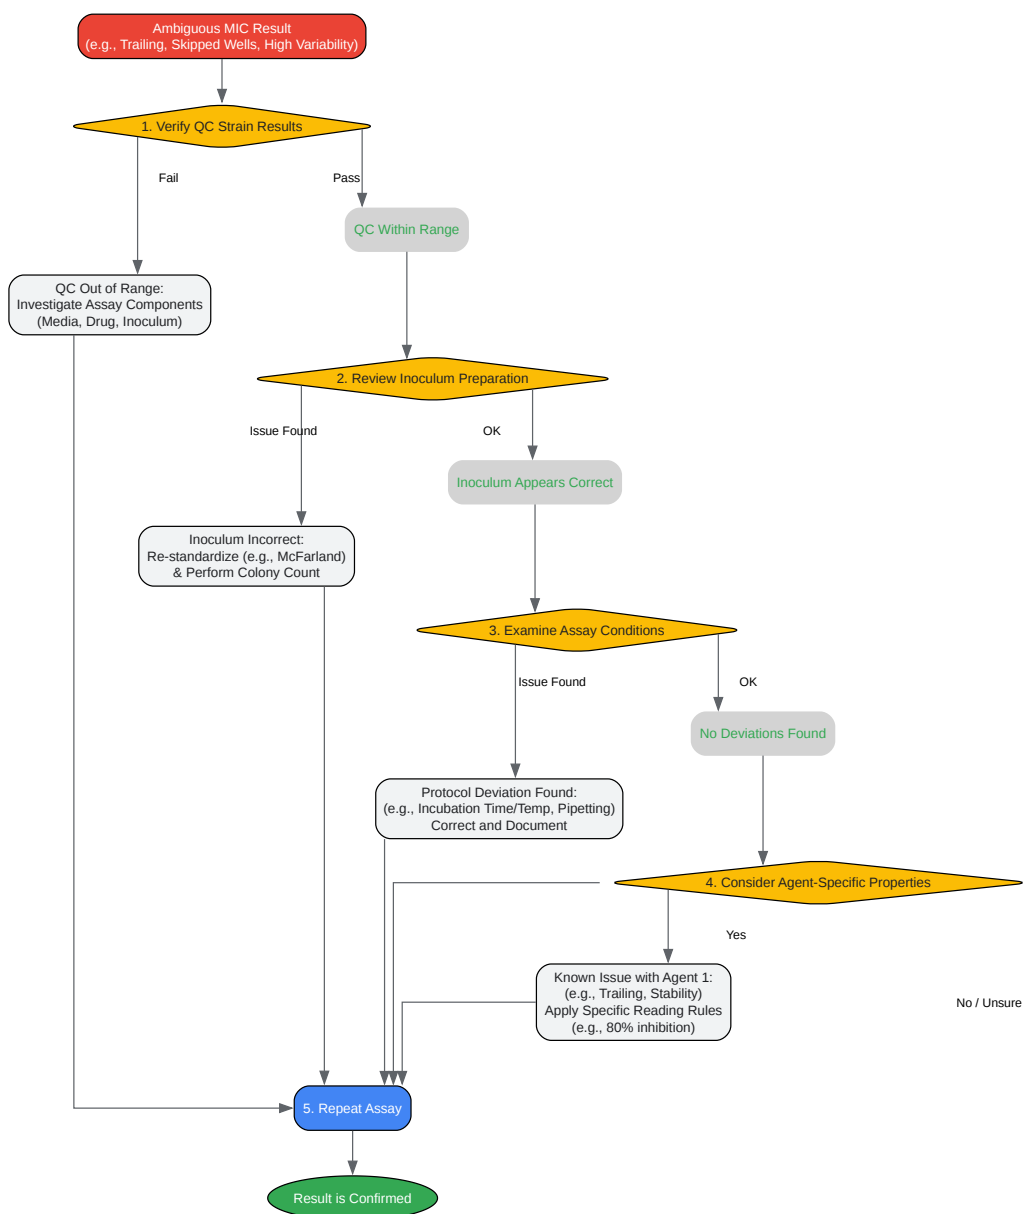 Ambiguous MIC Result
(e.g., Trailing, Skipped Wells, High Variability)
1. Verify QC Strain Results
Fail
Pass
QC Within Range
QC Out of Range:
Investigate Assay Components
(Media, Drug, Inoculum)
2. Review Inoculum Preparation
Issue Found
OK
Inoculum Appears Correct
Inoculum Incorrect:
Re-standardize (e.g., McFarland)
& Perform Colony Count
3. Examine Assay Conditions
Issue Found
OK
No Deviations Found
Protocol Deviation Found:
(e.g., Incubation Time/Temp, Pipetting)
Correct and Document
4. Consider Agent-Specific Properties
Yes
Known Issue with Agent 1:
(e.g., Trailing, Stability)
Apply Specific Reading Rules
(e.g., 80% inhibition)
No / Unsure
5. Repeat Assay
Result is Confirmed